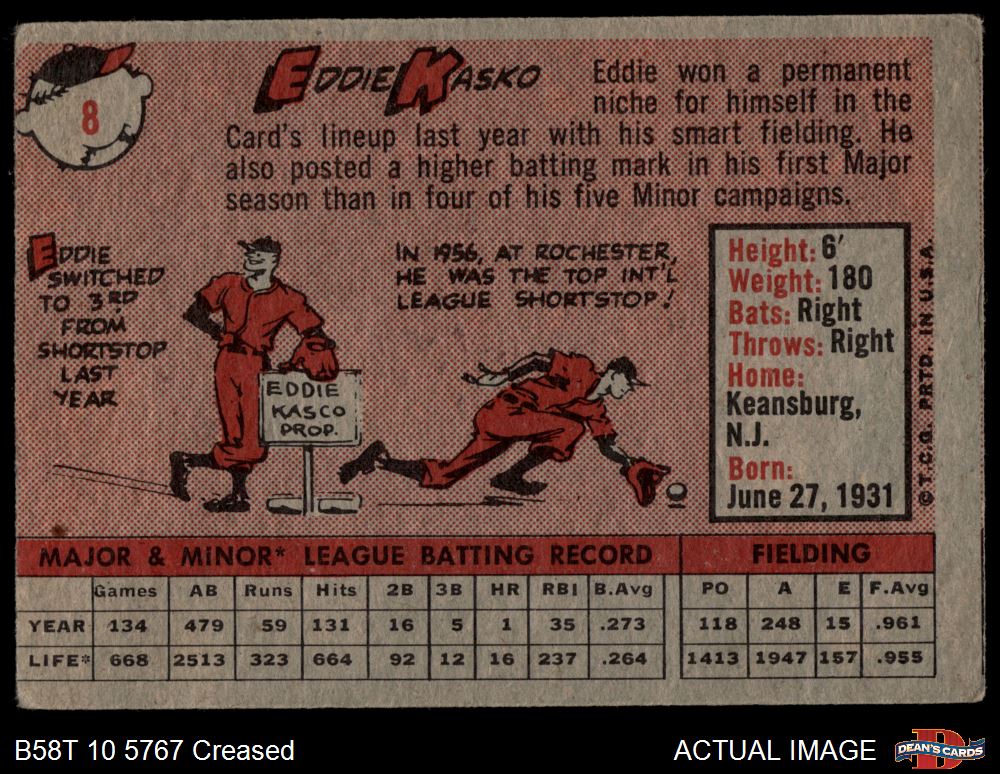 8
EDDIE KASKO
Eddie won a permanent
niche for himself in the
Card's lineup last year with his smart fielding. He
also posted a higher batting mark in his first Major
season than in four of his five Minor campaigns.
EDDIE
SWITCHED
TO 3RD
FROM
SHORTSTOP
LAST
YEAR
EDDIE
KASCO
PROP.
IN 1956, AT ROCHESTER,
HE WAS THE TOP INT'L
LEAGUE SHORTSTOP!
Height: 6'
Weight: 180
Bats: Right
Throws: Right
Home:
Keansburg,
N.J.
Born:
June 27, 1931
©T.C.G. PRTD. IN U.S.A.
MAJOR & MINOR* LEAGUE BATTING RECORD FIELDING
Games AB Runs Hits 2B 3B HR RBI B.Avg PO A E F.Avg
YEAR 134 479 59 131 16 5 1 35 .273 118 248 15 .961
LIFE* 668 2513 323 664 92 12 16 237 .264 1413 1947 157 .955
B58T 10 5767 Creased
ACTUAL IMAGE
D
DEAN'S CARDS